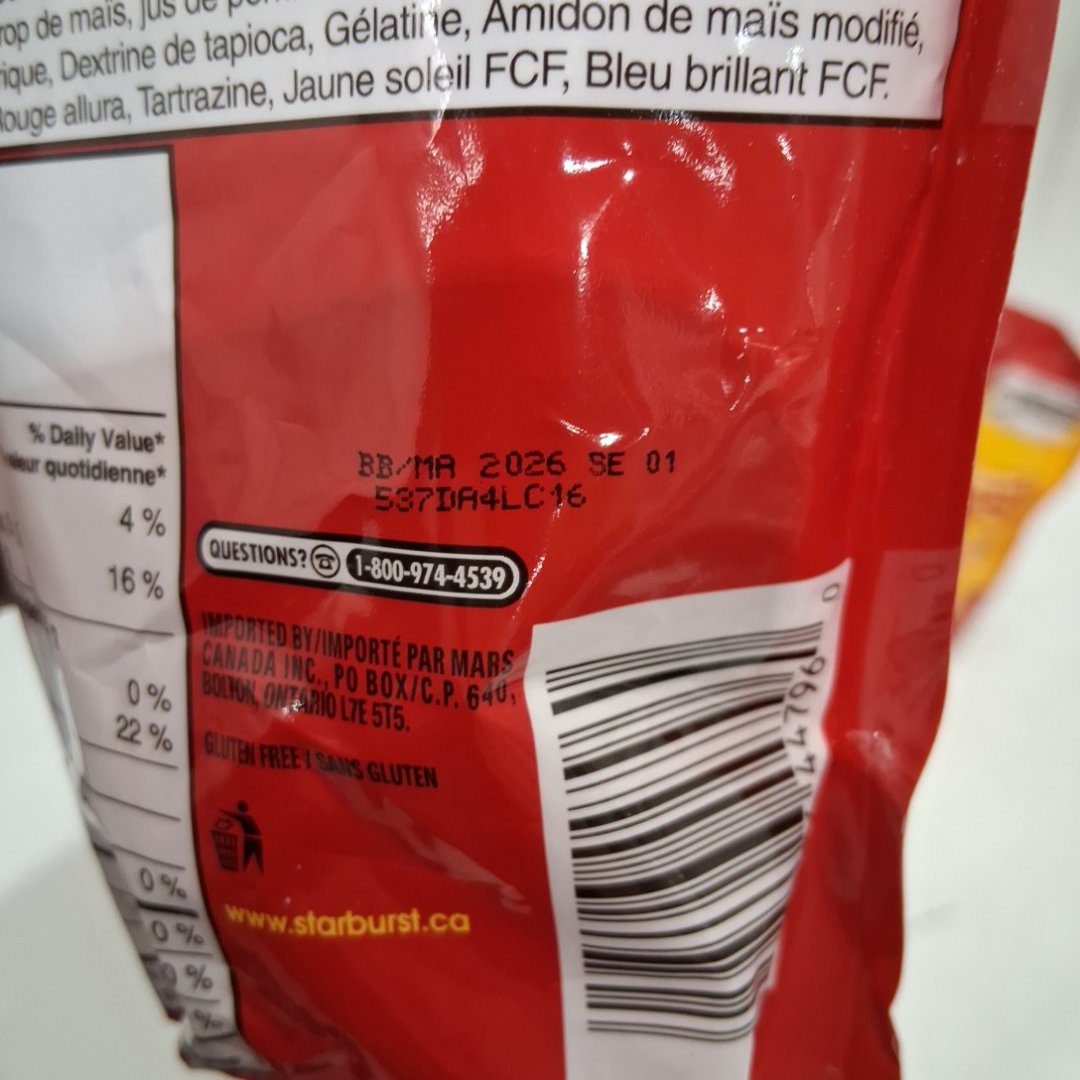 rop de maïs, jus de
ique, Dextrine de tapioca, Gélatine, Amidon de maïs modifié,
Rouge allura, Tartrazine, Jaune soleil FCF, Bleu brillant FCF.
% Daily Value*
quotidienne*
4 %
16 %
0 %
22 %
0 %
0 %
0 %
%
BB/MA 2026 SE 01
537DA4LC16
QUESTIONS? 1-800-974-4539
IMPORTED BY/IMPORTÉ PAR MARS
CANADA INC., PO BOX/C.P. 640,
BOLTON, ONTARIO L7E 5T5.
GLUTEN FREE / SANS GLUTEN
www.starburst.ca